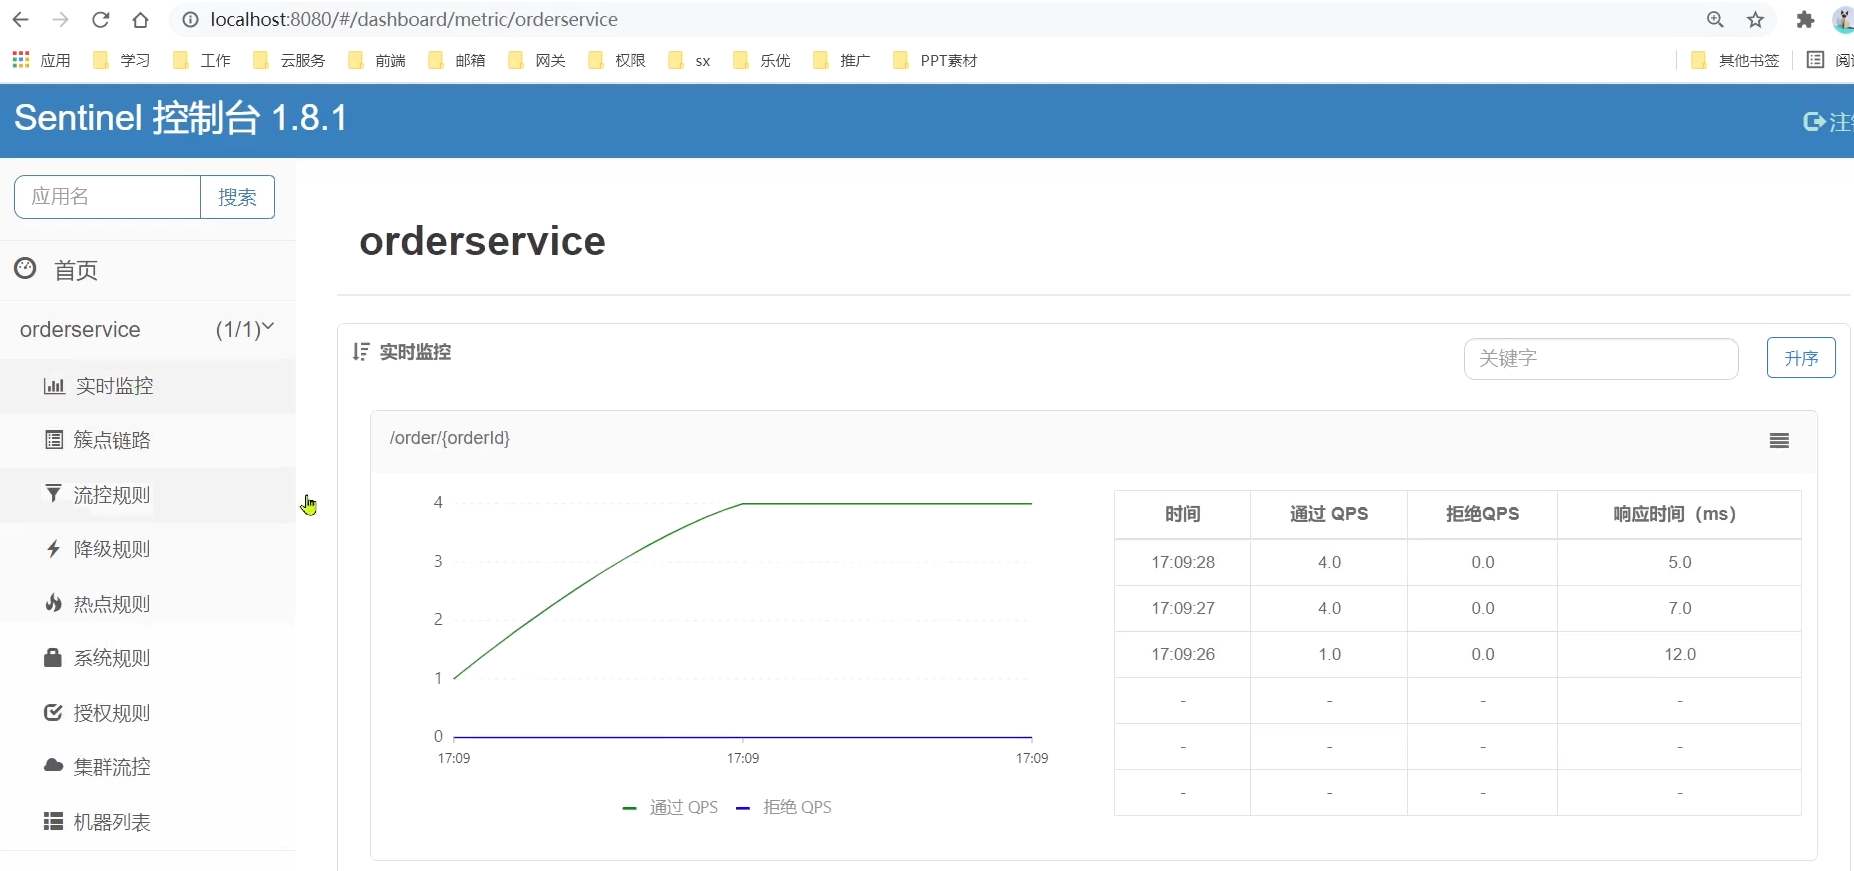 localhost:8080/#/dashboard/metric/orderservice
应用 学习 工作 云服务 前端 邮箱 网关 权限 sx 乐优 推广 PPT素材 其他书签
Sentinel 控制台 1.8.1
应用名 搜索
首页
orderservice (1/1)
实时监控
簇点链路
流控规则
降级规则
热点规则
系统规则
授权规则
集群流控
机器列表
orderservice
实时监控 关键字 升序
/order/{orderId}
4
3
2
1
0
17:09 17:09 17:09
通过 QPS 拒绝 QPS
时间 通过 QPS 拒绝QPS 响应时间（ms）
17:09:28 4.0 0.0 5.0
17:09:27 4.0 0.0 7.0
17:09:26 1.0 0.0 12.0
- - - -
- - - -
- - - -